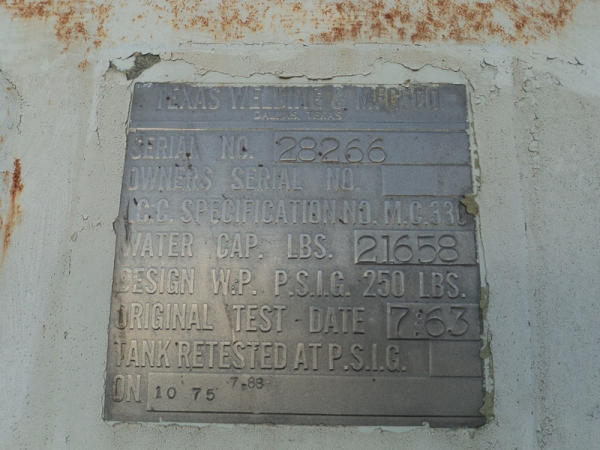 TEXAS WELDING & MFG. CO.
DALLAS, TEXAS
SERIAL NO. 28266
OWNERS SERIAL NO.
I.C.C. SPECIFICATION NO. M.C. 330
WATER CAP. LBS. 21658
DESIGN W.P. P.S.I.G. 250 LBS.
ORIGINAL TEST DATE 7 63
TANK RETESTED AT P.S.I.G.
ON 10 75 7-88